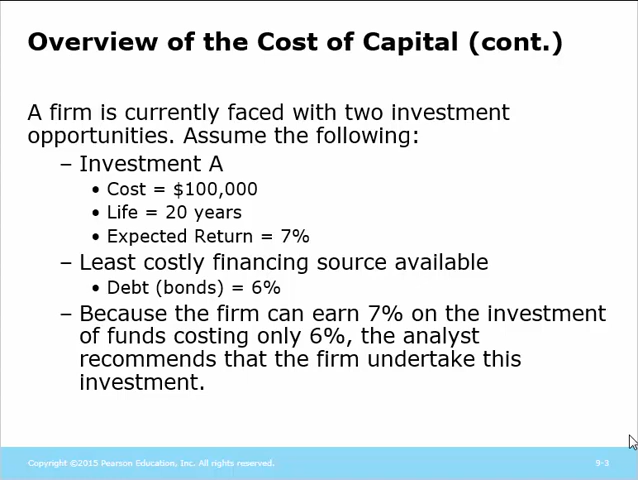 Overview of the Cost of Capital (cont.)
A firm is currently faced with two investment
opportunities. Assume the following:
– Investment A
• Cost = $100,000
• Life = 20 years
• Expected Return = 7%
– Least costly financing source available
• Debt (bonds) = 6%
– Because the firm can earn 7% on the investment
of funds costing only 6%, the analyst
recommends that the firm undertake this
investment.
Copyright ©2015 Pearson Education, Inc. All rights reserved.
9-3